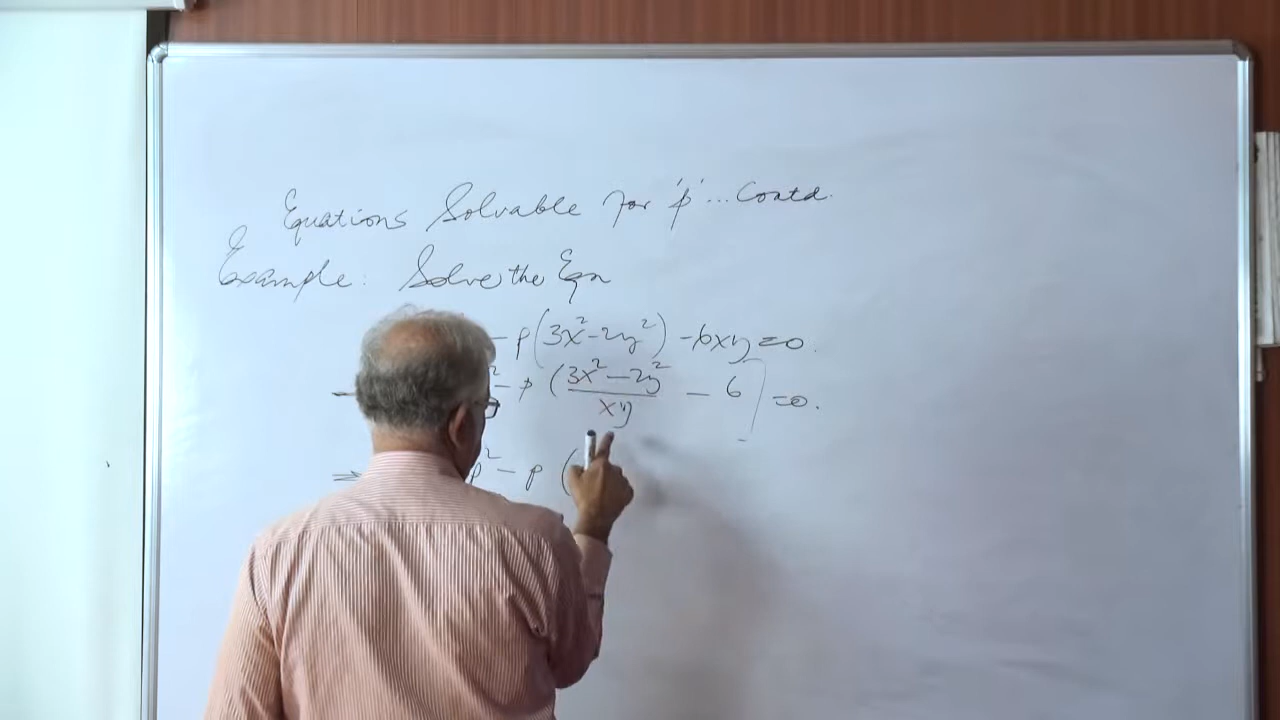 Equations Solvable for 'p' ... Contd.
Example: Solve the Eqn
- p(3x²-2y²) -6xy=0.
² - p (3x²-2y²/xy - 6] =0.
⇒ p² - p (